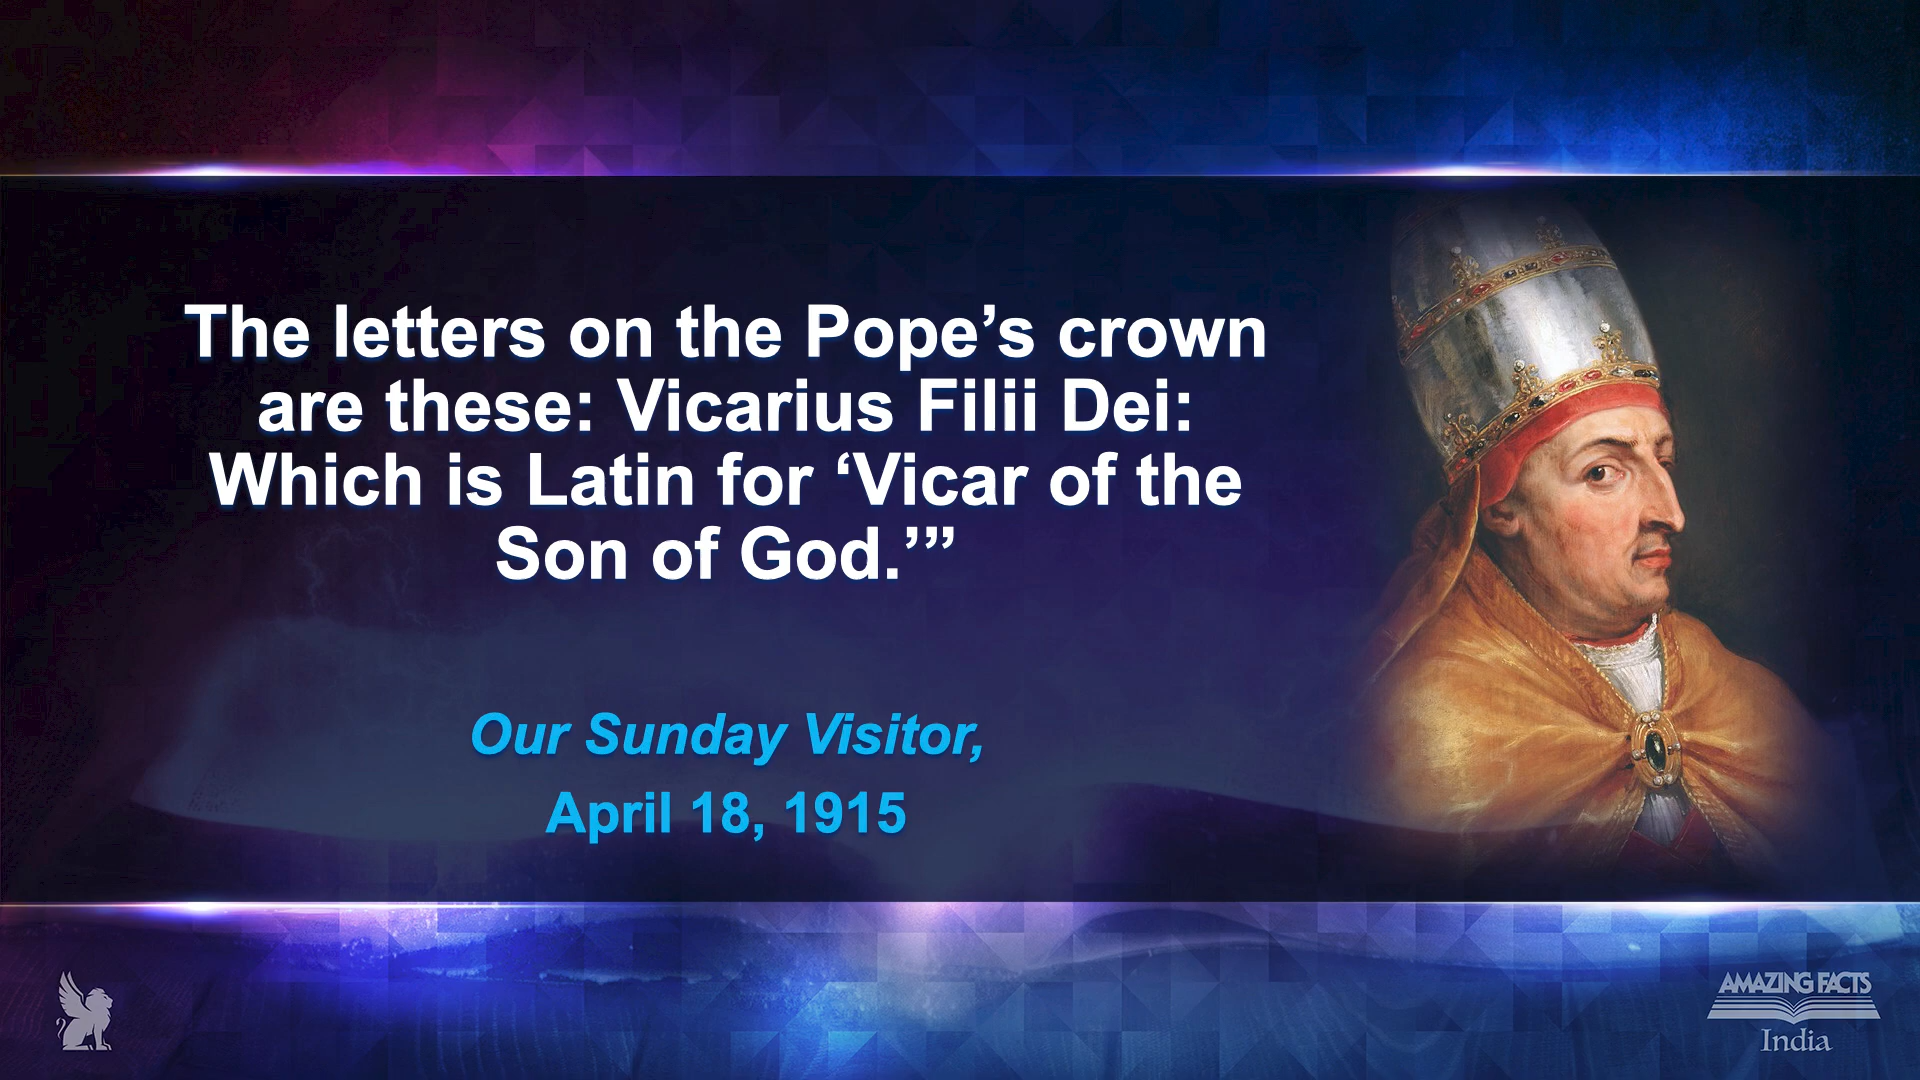 The letters on the Pope’s crown
are these: Vicarius Filii Dei:
Which is Latin for ‘Vicar of the
Son of God.’”
Our Sunday Visitor,
April 18, 1915
AMAZING FACTS
India